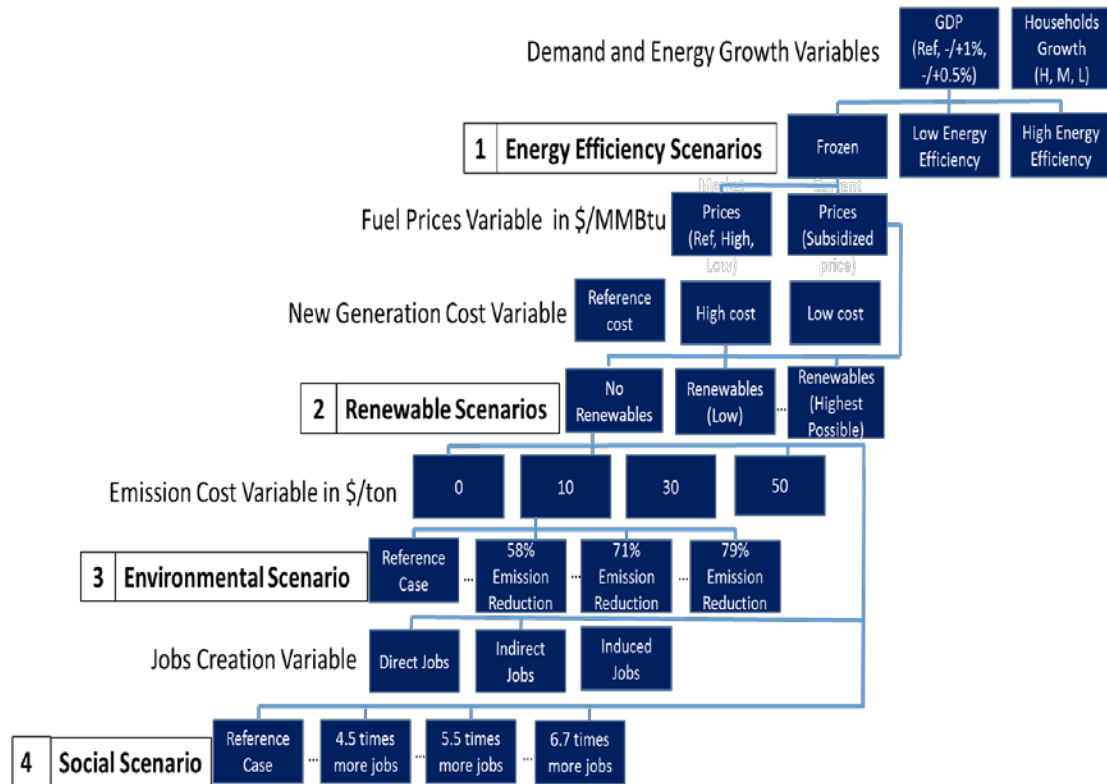 Demand and Energy Growth Variables
GDP
(Ref, -/+1%,
-/+0.5%)
Households
Growth
(H, M, L)
1 Energy Efficiency Scenarios
Frozen
Low Energy
Efficiency
High Energy
Efficiency
Fuel Prices Variable in $/MMBtu
Market
Prices
(Ref, High,
Low)
Current
Prices
(Subsidized
price)
New Generation Cost Variable
Reference
cost
High cost
Low cost
2 Renewable Scenarios
No
Renewables
Renewables
(Low)
...
Renewables
(Highest
Possible)
Emission Cost Variable in $/ton
0
10
30
50
3 Environmental Scenario
Reference
Case
...
58%
Emission
Reduction
...
71%
Emission
Reduction
...
79%
Emission
Reduction
Jobs Creation Variable
Direct Jobs
Indirect
Jobs
Induced
Jobs
4 Social Scenario
Reference
Case
...
4.5 times
more jobs
...
5.5 times
more jobs
...
6.7 times
more jobs